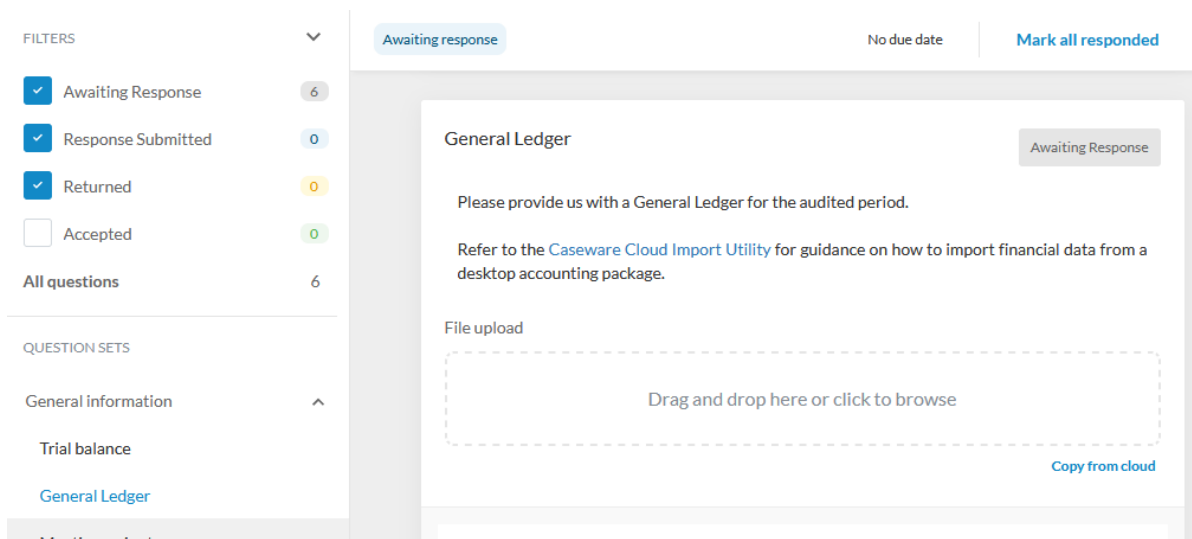 FILTERS
Awaiting Response 6
Response Submitted 0
Returned 0
Accepted 0
All questions 6
QUESTION SETS
General information
Trial balance
General Ledger
Awaiting response No due date Mark all responded
General Ledger
Awaiting Response
Please provide us with a General Ledger for the audited period.
Refer to the Caseware Cloud Import Utility for guidance on how to import financial data from a
desktop accounting package.
File upload
Drag and drop here or click to browse
Copy from cloud